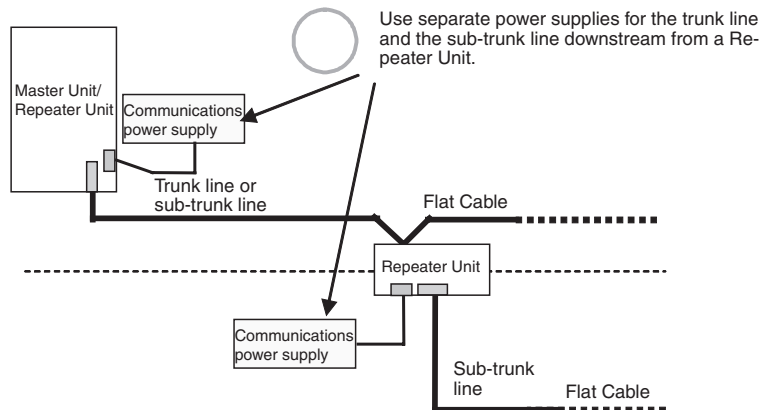 Use separate power supplies for the trunk line
and the sub-trunk line downstream from a Re-
peater Unit.
Master Unit/
Repeater Unit
Communications
power supply
Trunk line or
sub-trunk line
Flat Cable
Repeater Unit
Communications
power supply
Sub-trunk
line
Flat Cable